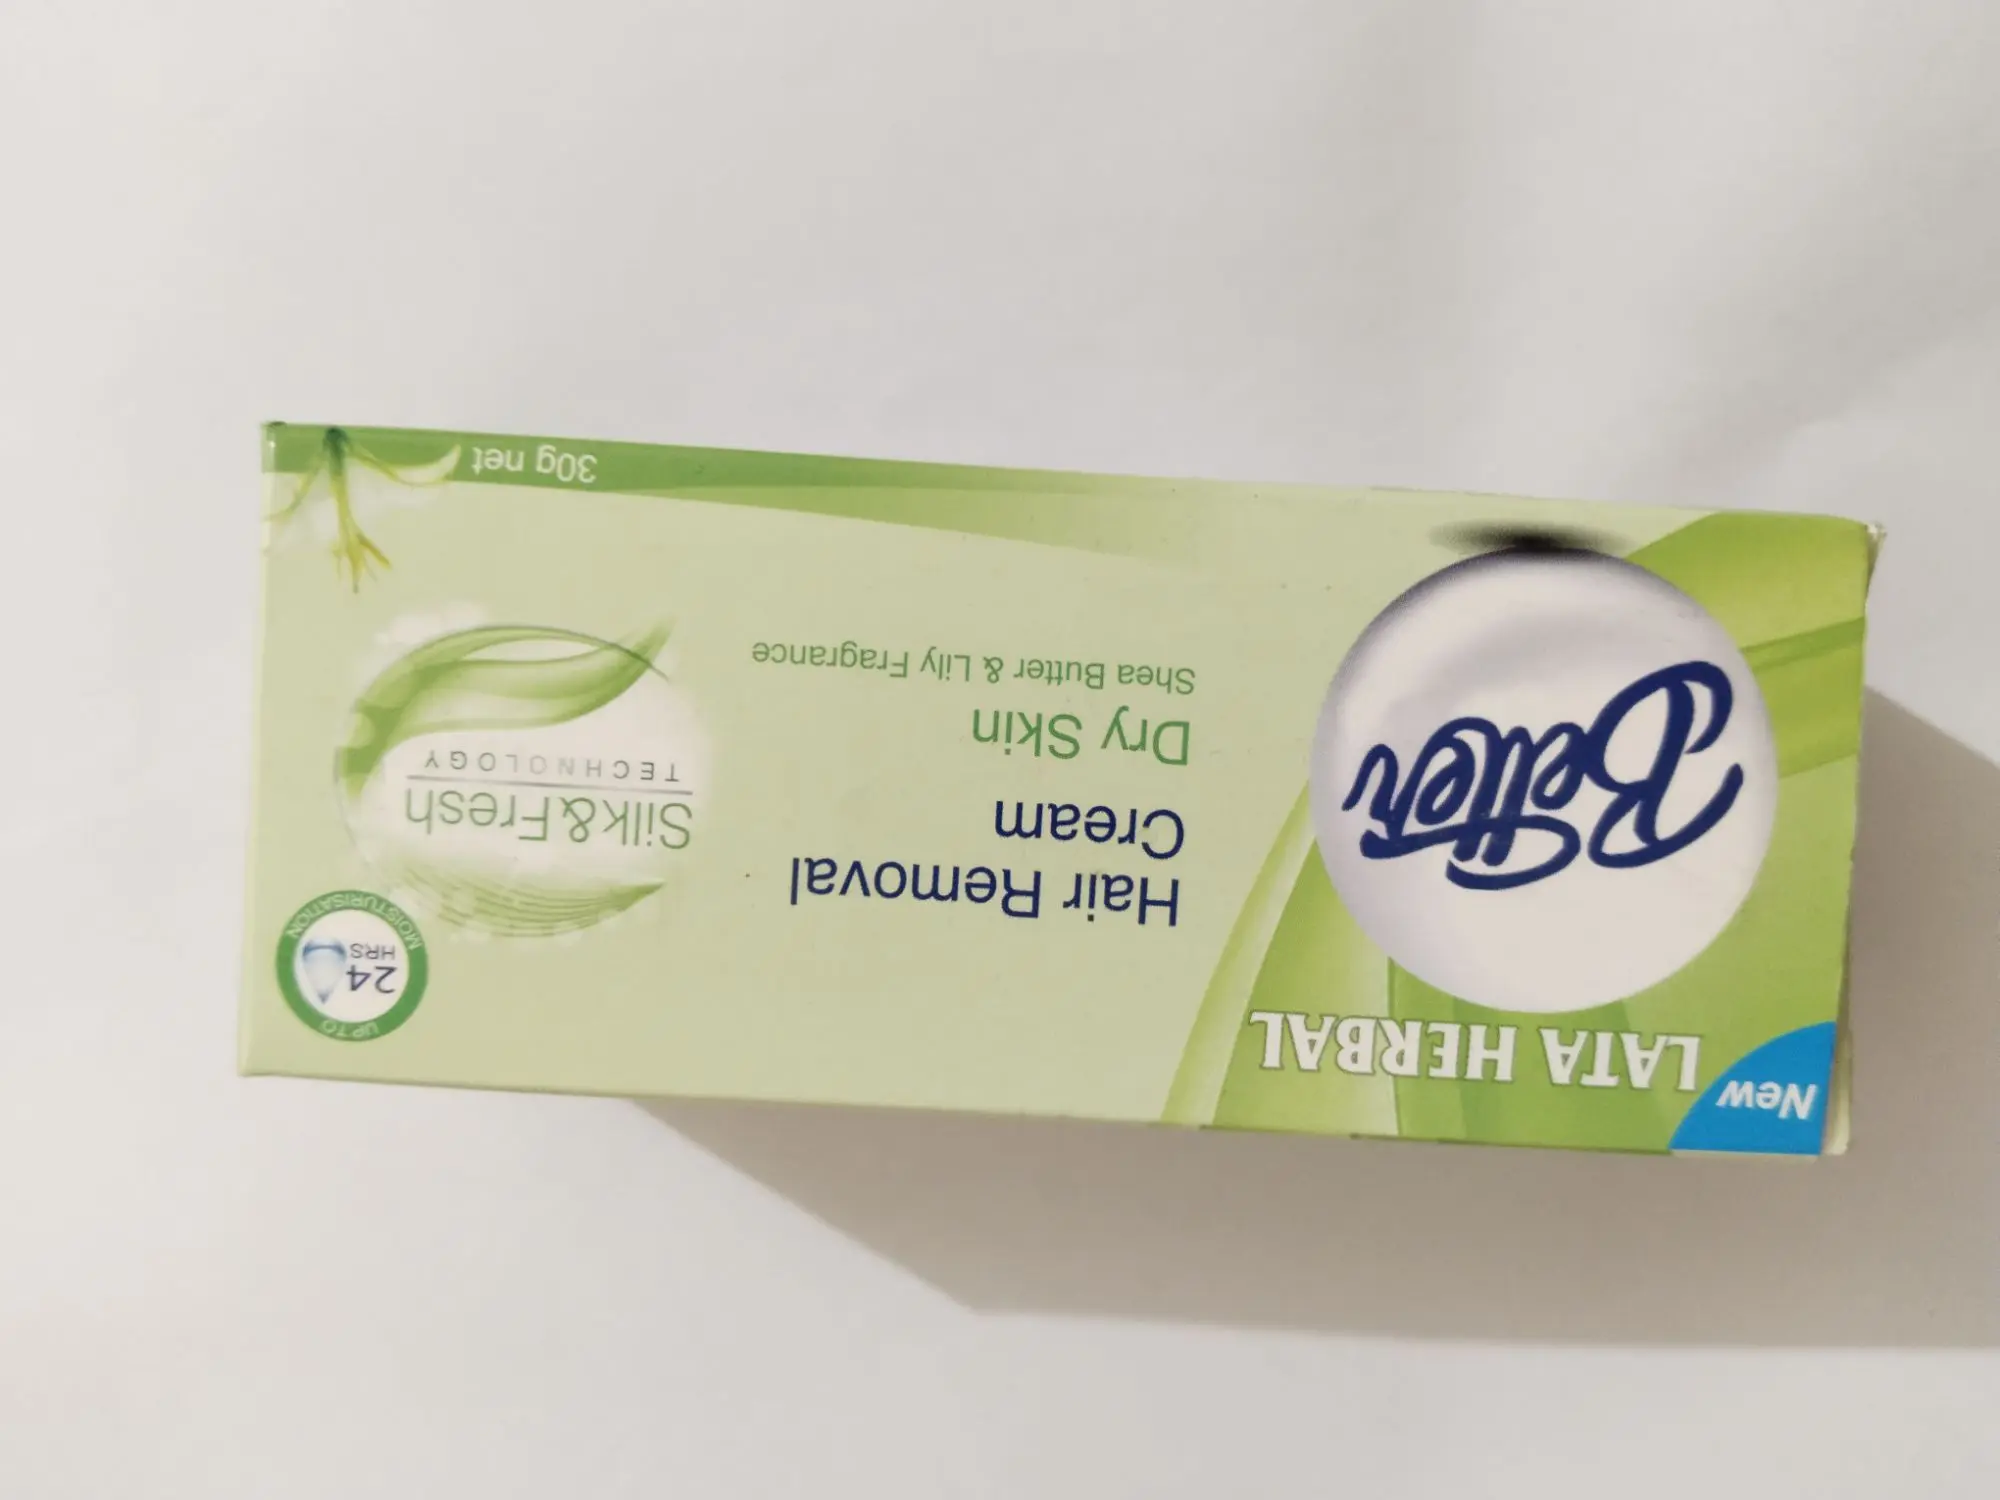 New
LATA HERBAL
Better
Hair Removal
Cream
Dry Skin
Shea Butter & Lily Fragrance
UP TO
24
HRS
MOISTURISATION
Silk&Fresh
TECHNOLOGY
30g net